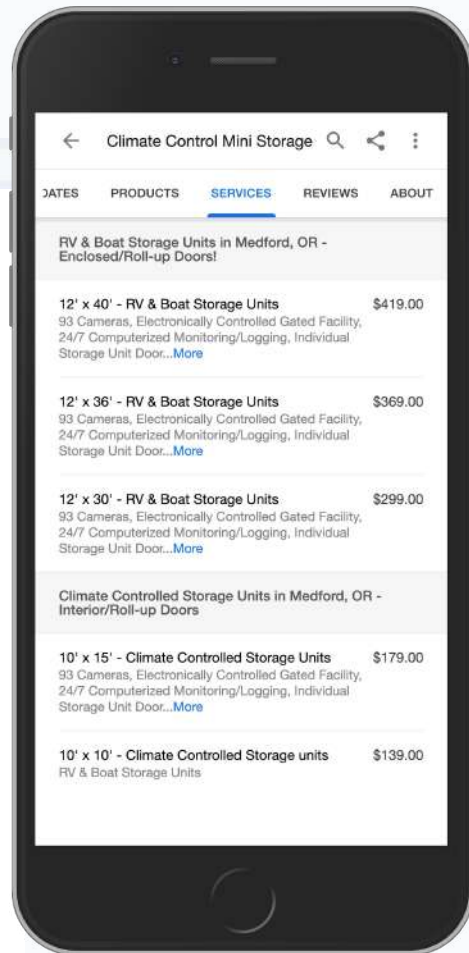 Climate Control Mini Storage
DATES PRODUCTS SERVICES REVIEWS ABOUT
RV & Boat Storage Units in Medford, OR -
Enclosed/Roll-up Doors!
12' x 40' - RV & Boat Storage Units $419.00
93 Cameras, Electronically Controlled Gated Facility,
24/7 Computerized Monitoring/Logging, Individual
Storage Unit Door...More
12' x 36' - RV & Boat Storage Units $369.00
93 Cameras, Electronically Controlled Gated Facility,
24/7 Computerized Monitoring/Logging, Individual
Storage Unit Door...More
12' x 30' - RV & Boat Storage Units $299.00
93 Cameras, Electronically Controlled Gated Facility,
24/7 Computerized Monitoring/Logging, Individual
Storage Unit Door...More
Climate Controlled Storage Units in Medford, OR -
Interior/Roll-up Doors
10' x 15' - Climate Controlled Storage Units $179.00
93 Cameras, Electronically Controlled Gated Facility,
24/7 Computerized Monitoring/Logging, Individual
Storage Unit Door...More
10' x 10' - Climate Controlled Storage units $139.00
RV & Boat Storage Units